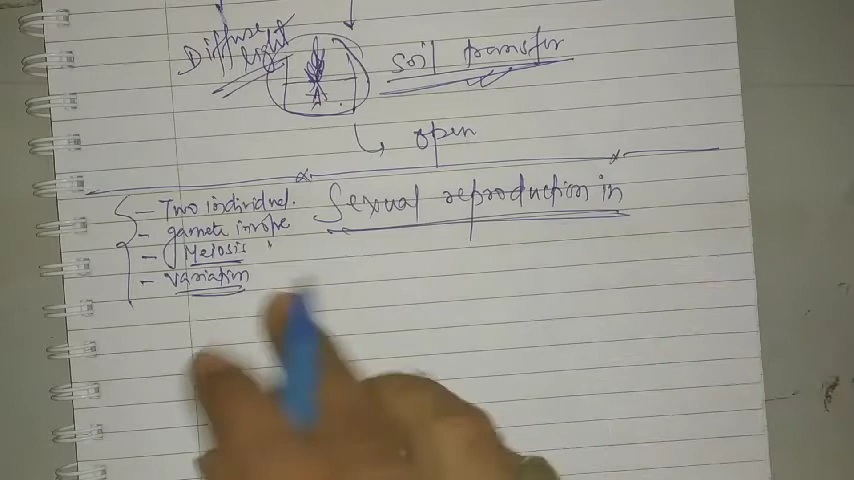 Diffuse
light
soil transfer
open
Sexual reproduction in
- Two individual.
- gamete involve
- Meiosis
- variation